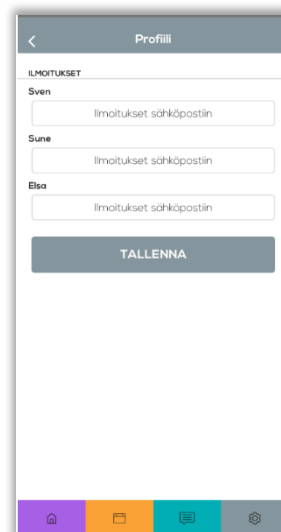 Profiili
ILMOITUKSET
Sven
Ilmoitukset sähköpostiin
Sune
Ilmoitukset sähköpostiin
Elsa
Ilmoitukset sähköpostiin
TALLENNA